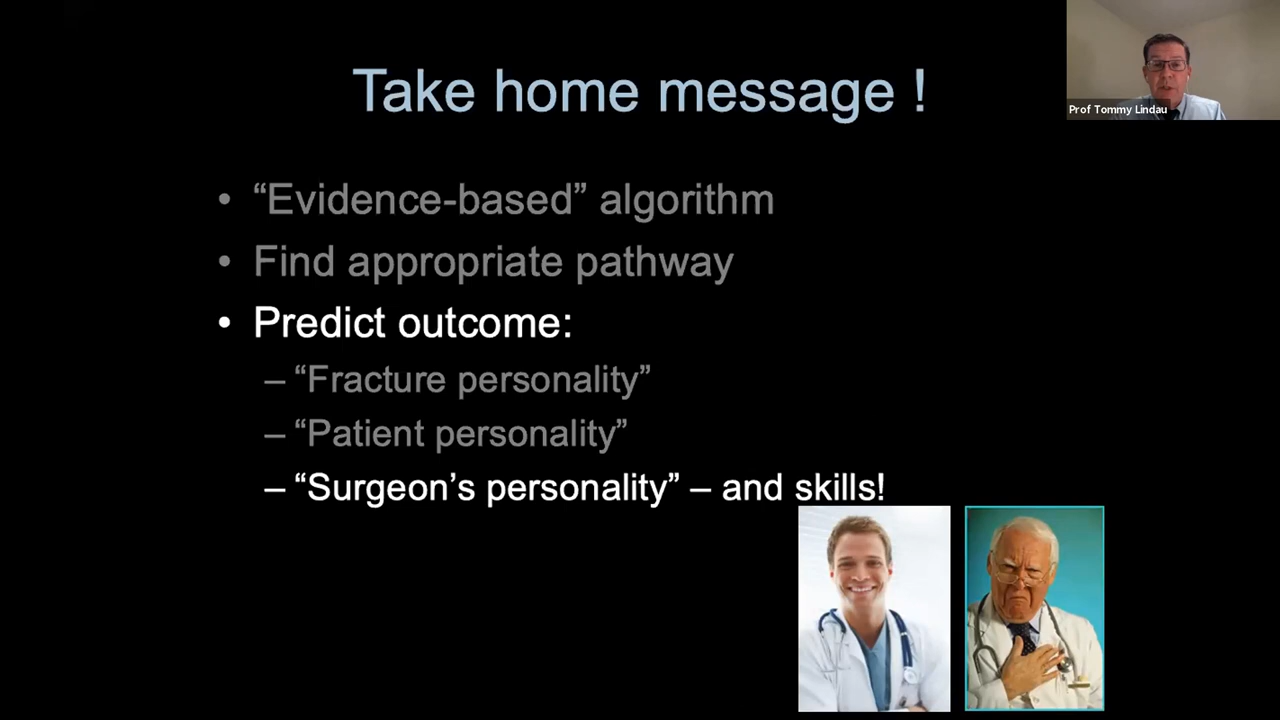 Take home message !
Prof Tommy Lindau
• “Evidence-based” algorithm
• Find appropriate pathway
• Predict outcome:
– “Fracture personality”
– “Patient personality”
– “Surgeon’s personality” – and skills!